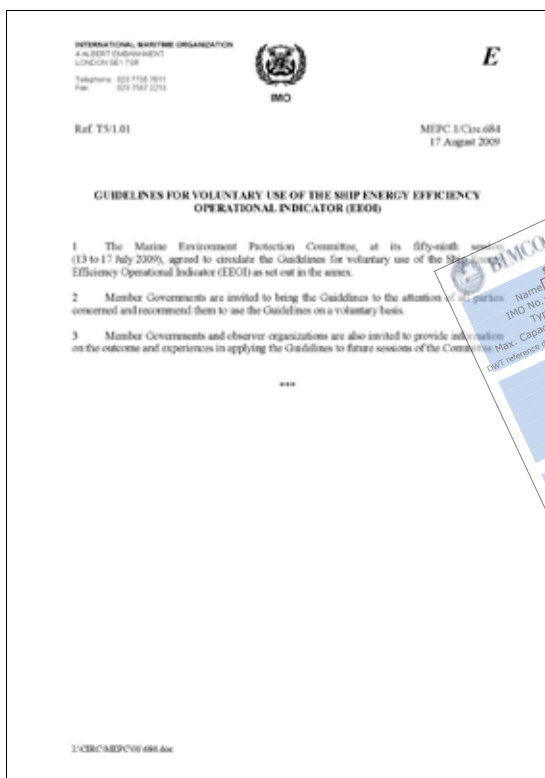 INTERNATIONAL MARITIME ORGANIZATION
4 ALBERT EMBANKMENT
LONDON SE1 7SR
Telephone: 020 7735 7611
Fax: 020 7587 3210
IMO
E
Ref. T5/1.01
MEPC.1/Circ.684
17 August 2009
GUIDELINES FOR VOLUNTARY USE OF THE SHIP ENERGY EFFICIENCY
OPERATIONAL INDICATOR (EEOI)
1 The Marine Environment Protection Committee, at its fifty-ninth session
(13 to 17 July 2009), agreed to circulate the Guidelines for voluntary use of the Ship Energy
Efficiency Operational Indicator (EEOI) as set out in the annex.
2 Member Governments are invited to bring the Guidelines to the attention of all parties
concerned and recommend them to use the Guidelines on a voluntary basis.
3 Member Governments and observer organizations are also invited to provide information
on the outcome and experiences in applying the Guidelines to future sessions of the Committee
***
I:\CIRC\MEPC\01\684.doc
BIMCO
Name
IMO No.
Typ
Max. Capac
DWT reference d